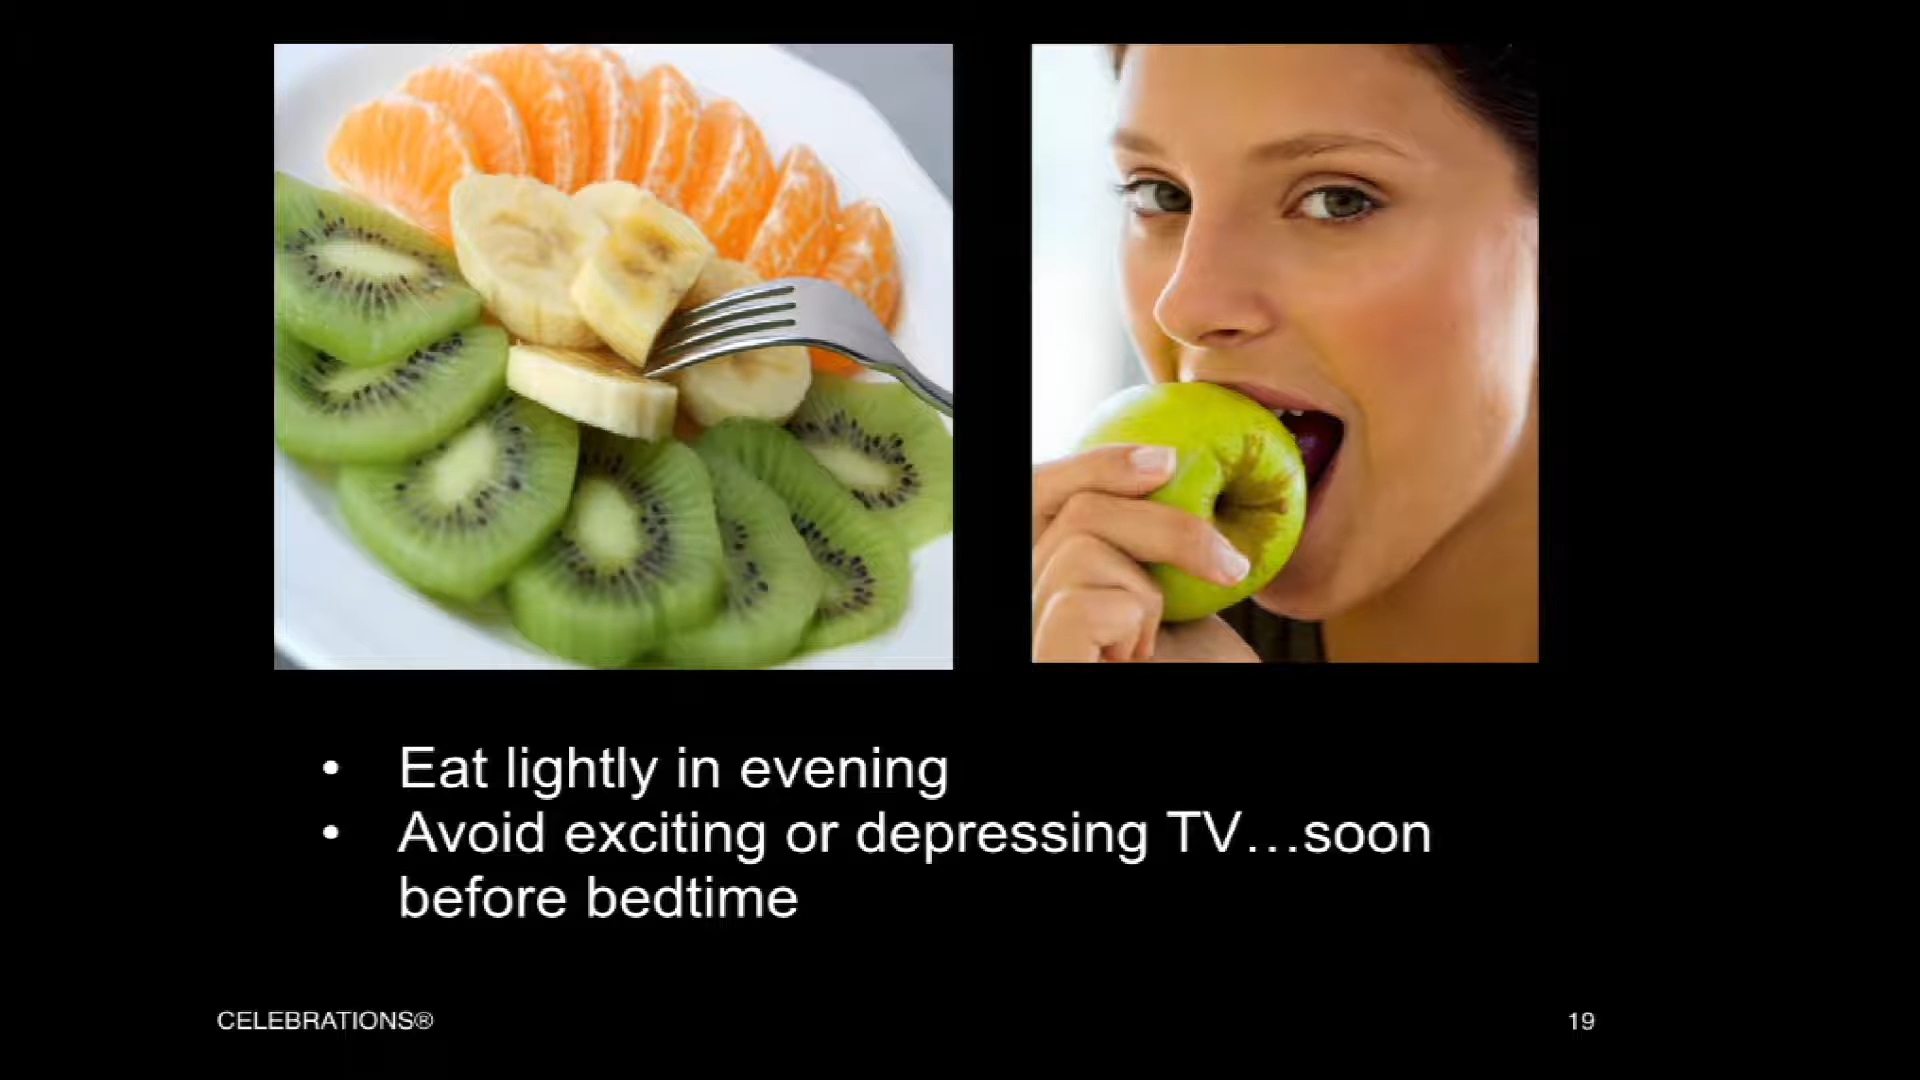 • Eat lightly in evening
• Avoid exciting or depressing TV…soon
before bedtime
CELEBRATIONS®
19